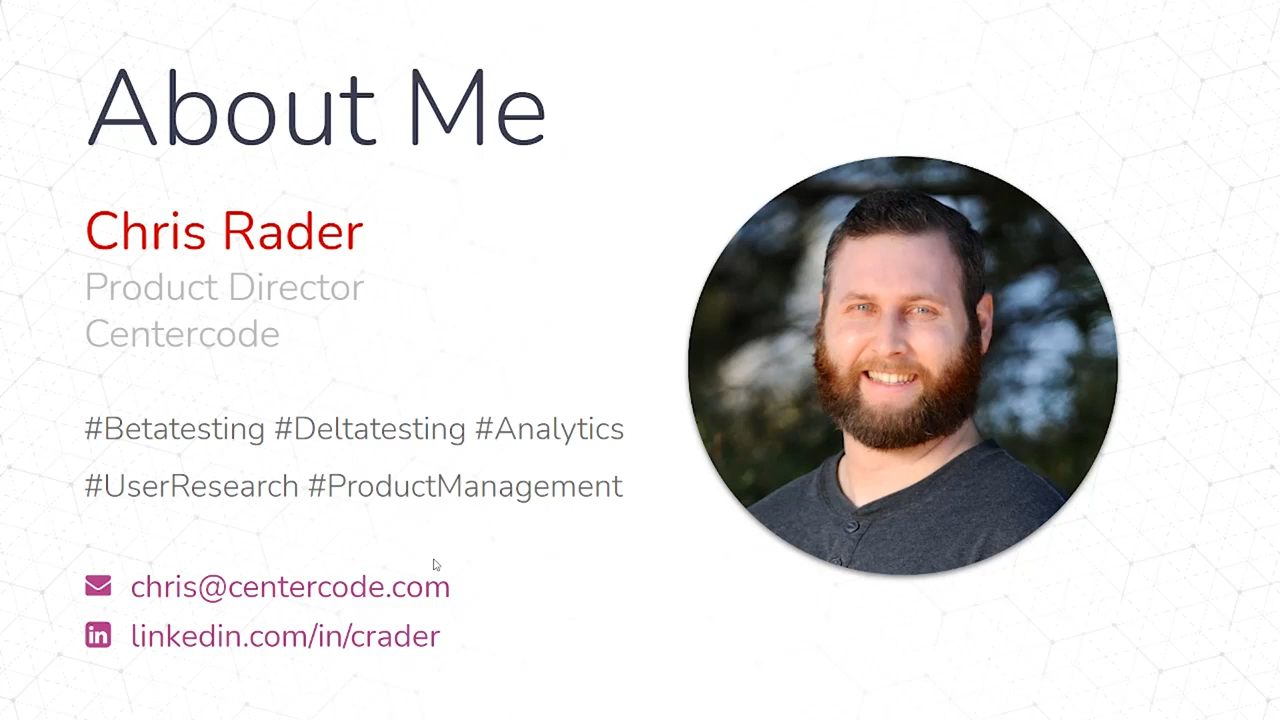 About Me
Chris Rader
Product Director
Centercode
#Betatesting #Deltatesting #Analytics
#UserResearch #ProductManagement
chris@centercode.com
in linkedin.com/in/crader